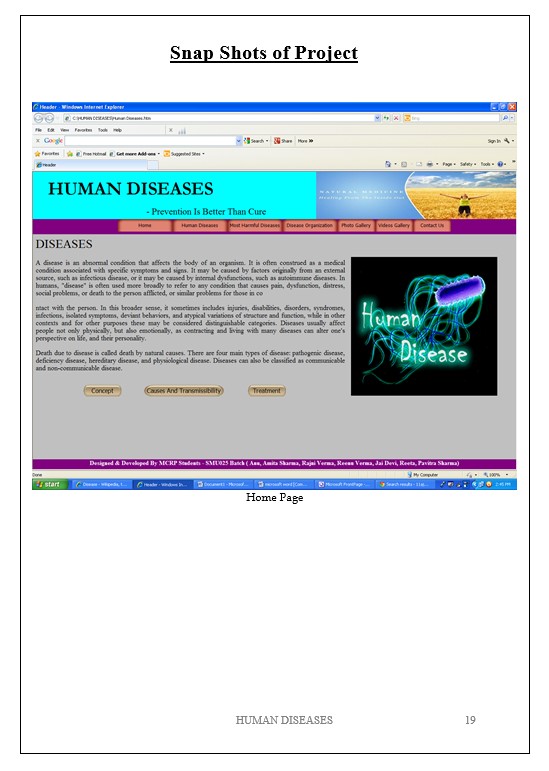 Snap Shots of Project
Header - Windows Internet Explorer
C:\HUMAN DISEASES\Human Diseases.htm
Bing
File Edit View Favorites Tools Help
Google
Search
Share
More »
Sign In
Favorites
Free Hotmail
Get more Add-ons
Suggested Sites
Header
Page Safety Tools
HUMAN DISEASES
- Prevention Is Better Than Cure
NATURAL MEDICINE
Healing From The Inside Out
Home
Human Diseases
Most Harmful Diseases
Disease Organization
Photo Gallery
Videos Gallery
Contact Us
DISEASES
A disease is an abnormal condition that affects the body of an organism. It is often construed as a medical
condition associated with specific symptoms and signs. It may be caused by factors originally from an external
source, such as infectious disease, or it may be caused by internal dysfunctions, such as autoimmune diseases. In
humans, "disease" is often used more broadly to refer to any condition that causes pain, dysfunction, distress,
social problems, or death to the person afflicted, or similar problems for those in co
ntact with the person. In this broader sense, it sometimes includes injuries, disabilities, disorders, syndromes,
infections, isolated symptoms, deviant behaviors, and atypical variations of structure and function, while in other
contexts and for other purposes these may be considered distinguishable categories. Diseases usually affect
people not only physically, but also emotionally, as contracting and living with many diseases can alter one's
perspective on life, and their personality.
Death due to disease is called death by natural causes. There are four main types of disease: pathogenic disease,
deficiency disease, hereditary disease, and physiological disease. Diseases can also be classified as communicable
and non-communicable disease.
Human
Disease
Concept
Causes And Transmissibility
Treatment
Designed & Developed By MCRP Students - SMU025 Batch ( Anu, Amita Sharma, Rajni Verma, Reenu Verma, Jai Devi, Reeta, Pavitra Sharma)
Done
My Computer
100%
start
Disease - Wikipedia, t...
Header - Windows In...
Document1 - Microsof...
microsoft word [Com...
Microsoft FrontPage -...
Search results - 11sp...
2:45 PM
Home Page
HUMAN DISEASES
19